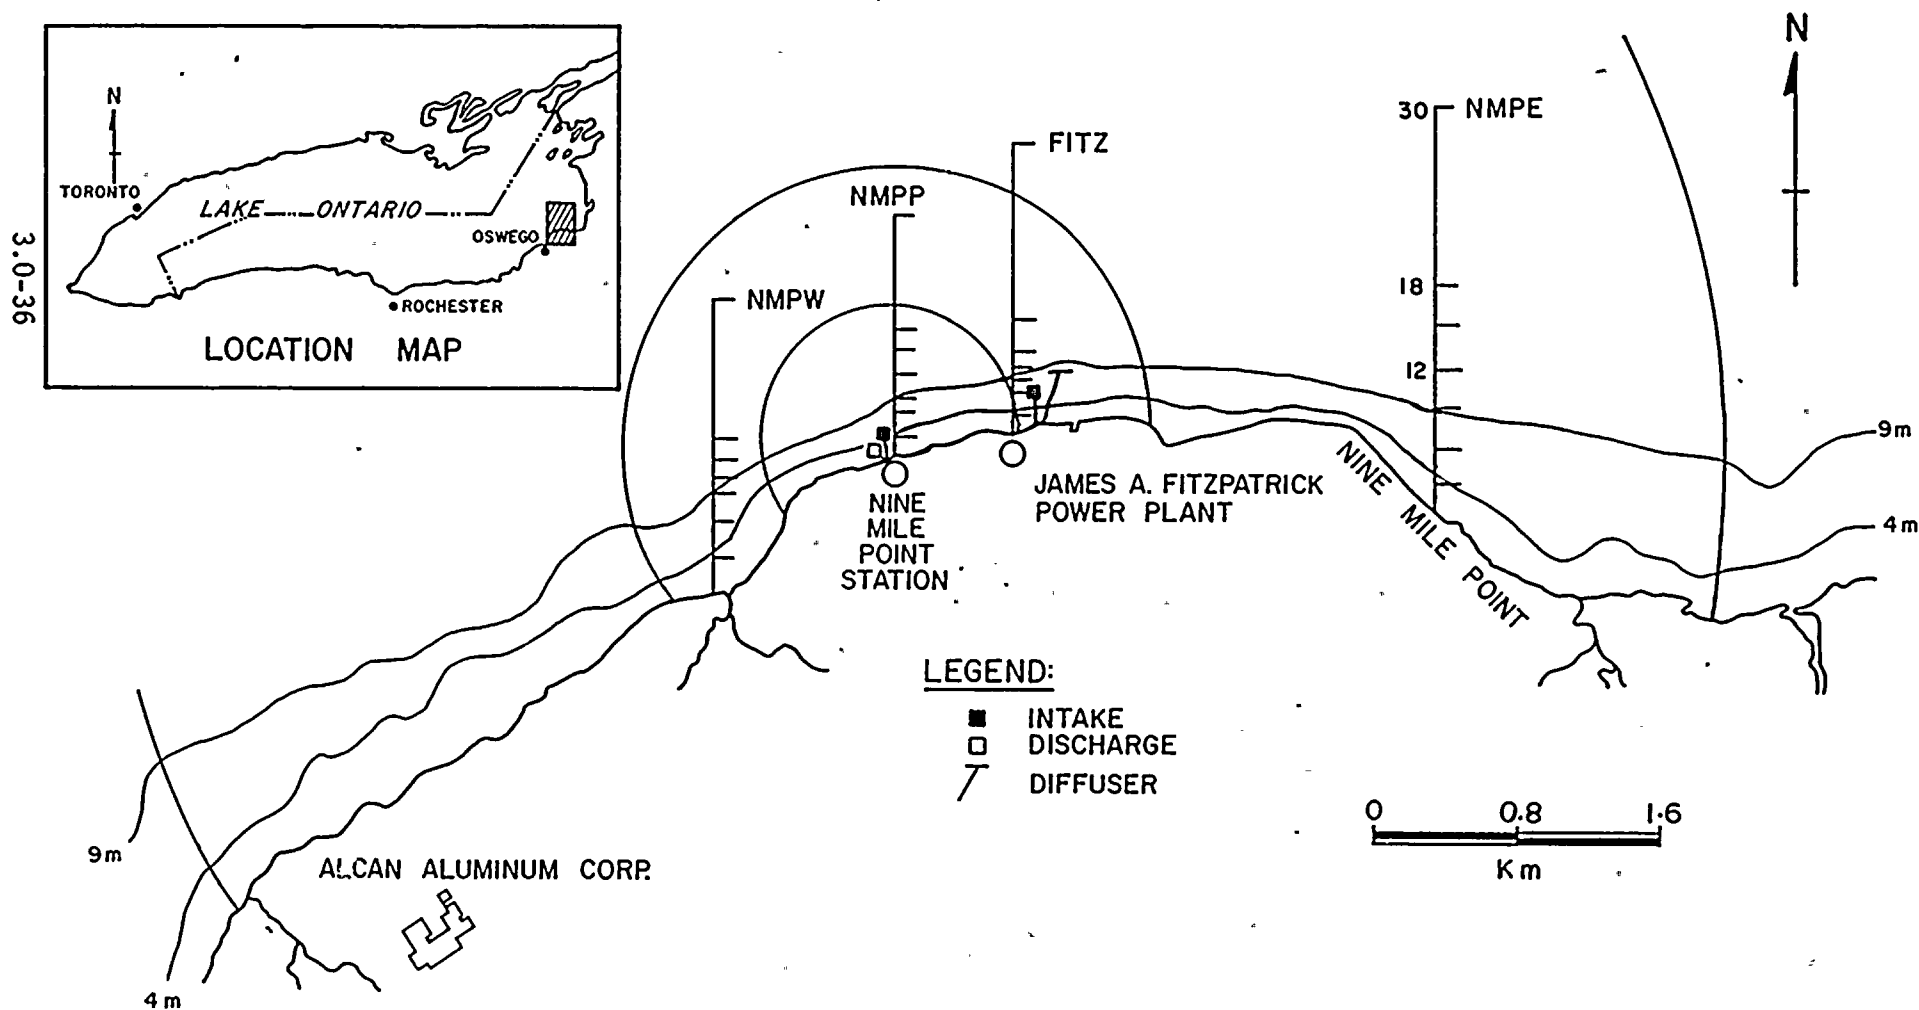 3.0-36
N
TORONTO
LAKE ONTARIO
OSWEGO
ROCHESTER
LOCATION MAP
N
30 NMPE
FITZ
NMPP
18
NMPW
12
9m
4m
JAMES A. FITZPATRICK
POWER PLANT
NINE
MILE
POINT
STATION
NINE MILE POINT
LEGEND:
INTAKE
DISCHARGE
DIFFUSER
0 0.8 1.6
Km
9m
ALCAN ALUMINUM CORP.
4m